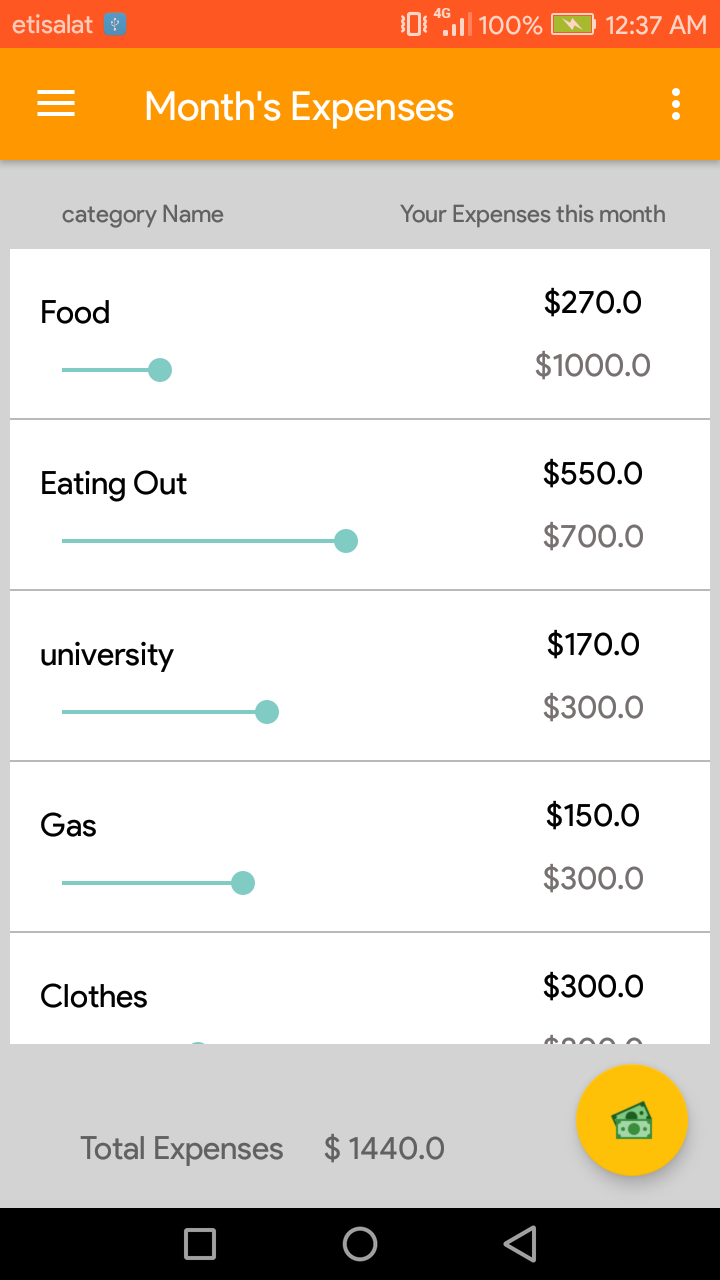 etisalat 4G 100% 12:37 AM
Month's Expenses
category Name Your Expenses this month
Food $270.0
$1000.0
Eating Out $550.0
$700.0
university $170.0
$300.0
Gas $150.0
$300.0
Clothes $300.0
Total Expenses $ 1440.0